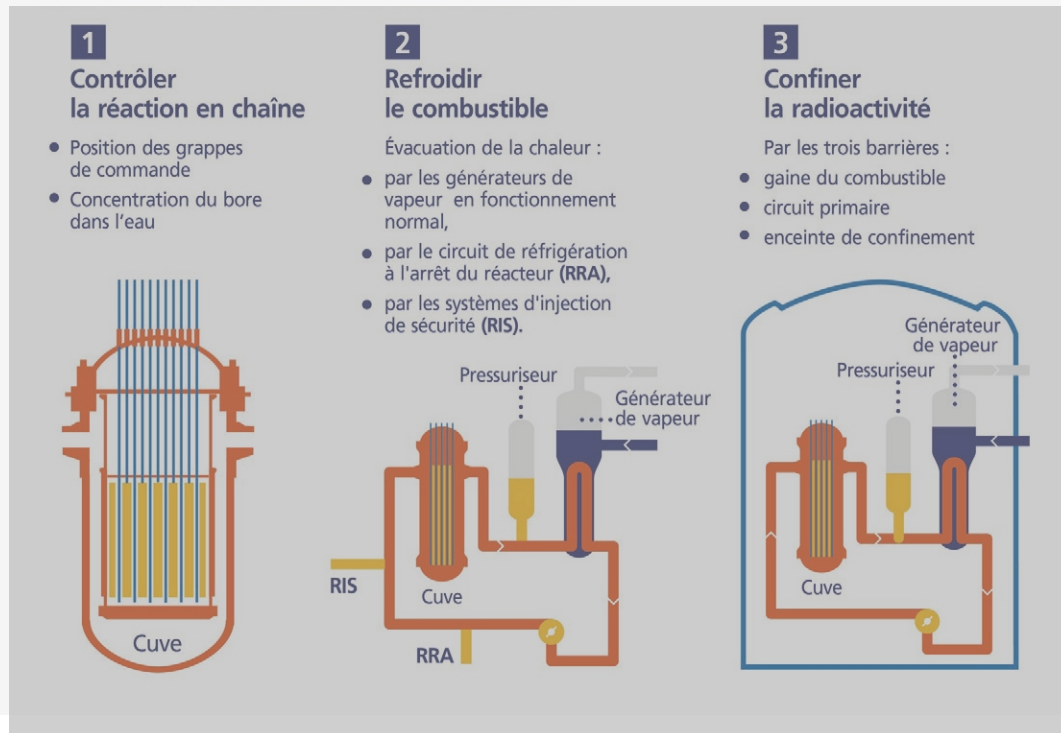 1
Contrôler
la réaction en chaîne
• Position des grappes
de commande
• Concentration du bore
dans l'eau
Cuve
2
Refroidir
le combustible
Évacuation de la chaleur :
• par les générateurs de
vapeur en fonctionnement
normal,
• par le circuit de réfrigération
à l'arrêt du réacteur (RRA),
• par les systèmes d'injection
de sécurité (RIS).
Pressuriseur
Générateur
de vapeur
RIS
Cuve
RRA
3
Confiner
la radioactivité
Par les trois barrières :
• gaine du combustible
• circuit primaire
• enceinte de confinement
Générateur
de vapeur
Pressuriseur
Cuve